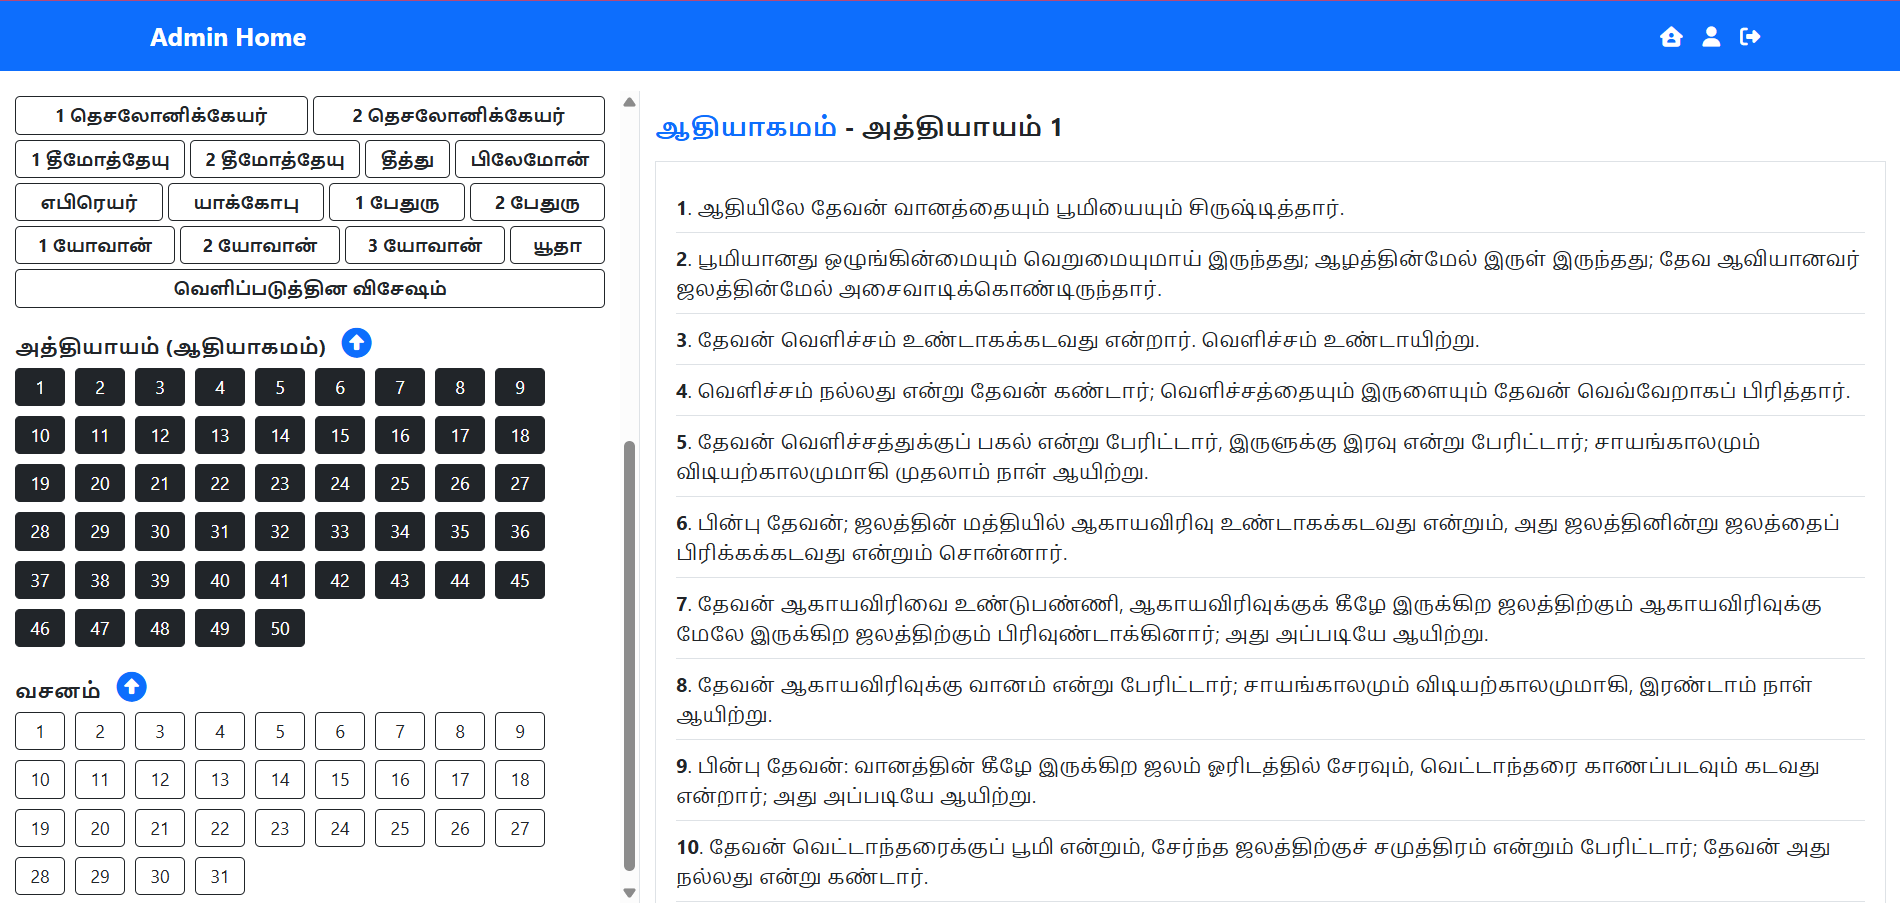 Admin Home
1 தெசலோனிக்கேயர் 2 தெசலோனிக்கேயர்
1 தீமோத்தேயு 2 தீமோத்தேயு தீத்து பிலேமோன்
எபிரெயர் யாக்கோபு 1 பேதுரு 2 பேதுரு
1 யோவான் 2 யோவான் 3 யோவான் யூதா
வெளிப்படுத்தின விசேஷம்
அத்தியாயம் (ஆதியாகமம்)
1 2 3 4 5 6 7 8 9
10 11 12 13 14 15 16 17 18
19 20 21 22 23 24 25 26 27
28 29 30 31 32 33 34 35 36
37 38 39 40 41 42 43 44 45
46 47 48 49 50
வசனம்
1 2 3 4 5 6 7 8 9
10 11 12 13 14 15 16 17 18
19 20 21 22 23 24 25 26 27
28 29 30 31
ஆதியாகமம் - அத்தியாயம் 1
1. ஆதியிலே தேவன் வானத்தையும் பூமியையும் சிருஷ்டித்தார்.
2. பூமியானது ஒழுங்கின்மையும் வெறுமையுமாய் இருந்தது; ஆழத்தின்மேல் இருள் இருந்தது; தேவ ஆவியானவர்
ஜலத்தின்மேல் அசைவாடிக்கொண்டிருந்தார்.
3. தேவன் வெளிச்சம் உண்டாகக்கடவது என்றார். வெளிச்சம் உண்டாயிற்று.
4. வெளிச்சம் நல்லது என்று தேவன் கண்டார்; வெளிச்சத்தையும் இருளையும் தேவன் வெவ்வேறாகப் பிரித்தார்.
5. தேவன் வெளிச்சத்துக்குப் பகல் என்று பேரிட்டார், இருளுக்கு இரவு என்று பேரிட்டார்; சாயங்காலமும்
விடியற்காலமுமாகி முதலாம் நாள் ஆயிற்று.
6. பின்பு தேவன்; ஜலத்தின் மத்தியில் ஆகாயவிரிவு உண்டாகக்கடவது என்றும், அது ஜலத்தினின்று ஜலத்தைப்
பிரிக்கக்கடவது என்றும் சொன்னார்.
7. தேவன் ஆகாயவிரிவை உண்டுபண்ணி, ஆகாயவிரிவுக்குக் கீழே இருக்கிற ஜலத்திற்கும் ஆகாயவிரிவுக்கு
மேலே இருக்கிற ஜலத்திற்கும் பிரிவுண்டாக்கினார்; அது அப்படியே ஆயிற்று.
8. தேவன் ஆகாயவிரிவுக்கு வானம் என்று பேரிட்டார்; சாயங்காலமும் விடியற்காலமுமாகி, இரண்டாம் நாள்
ஆயிற்று.
9. பின்பு தேவன்: வானத்தின் கீழே இருக்கிற ஜலம் ஓரிடத்தில் சேரவும், வெட்டாந்தரை காணப்படவும் கடவது
என்றார்; அது அப்படியே ஆயிற்று.
10. தேவன் வெட்டாந்தரைக்குப் பூமி என்றும், சேர்ந்த ஜலத்திற்குச் சமுத்திரம் என்றும் பேரிட்டார்; தேவன் அது
நல்லது என்று கண்டார்.